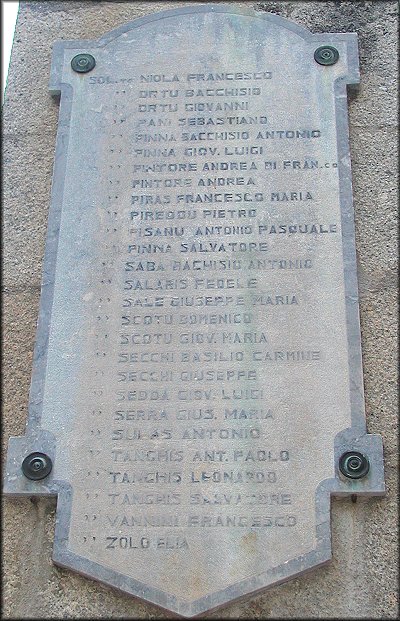 SOL.TO NIOLA FRANCESCO
" ORTU BACCHISIO
" ORTU GIOVANNI
" PANI SEBASTIANO
" PINNA BACCHISIO ANTONIO
" PINNA GIOV. LUIGI
" PINTORE ANDREA DI FRAN.CO
" PINTORE ANDREA
" PIRAS FRANCESCO MARIA
" PIREDDU PIETRO
" PISANU ANTONIO PASQUALE
" PINNA SALVATORE
" SABA BACHISIO ANTONIO
" SALARIS FEDELE
" SALE GIUSEPPE MARIA
" SCOTU DOMENICO
" SCOTU GIOV. MARIA
" SECCHI BASILIO CARMINE
" SECCHI GIUSEPPE
" SEDDA GIOV. LUIGI
" SERRA GIUS. MARIA
" SULAS ANTONIO
" TANCHIS ANT. PAOLO
" TANCHIS LEONARDO
" TANCHIS SALVATORE
" VANNINI FRANCESCO
" ZOLO ELIA